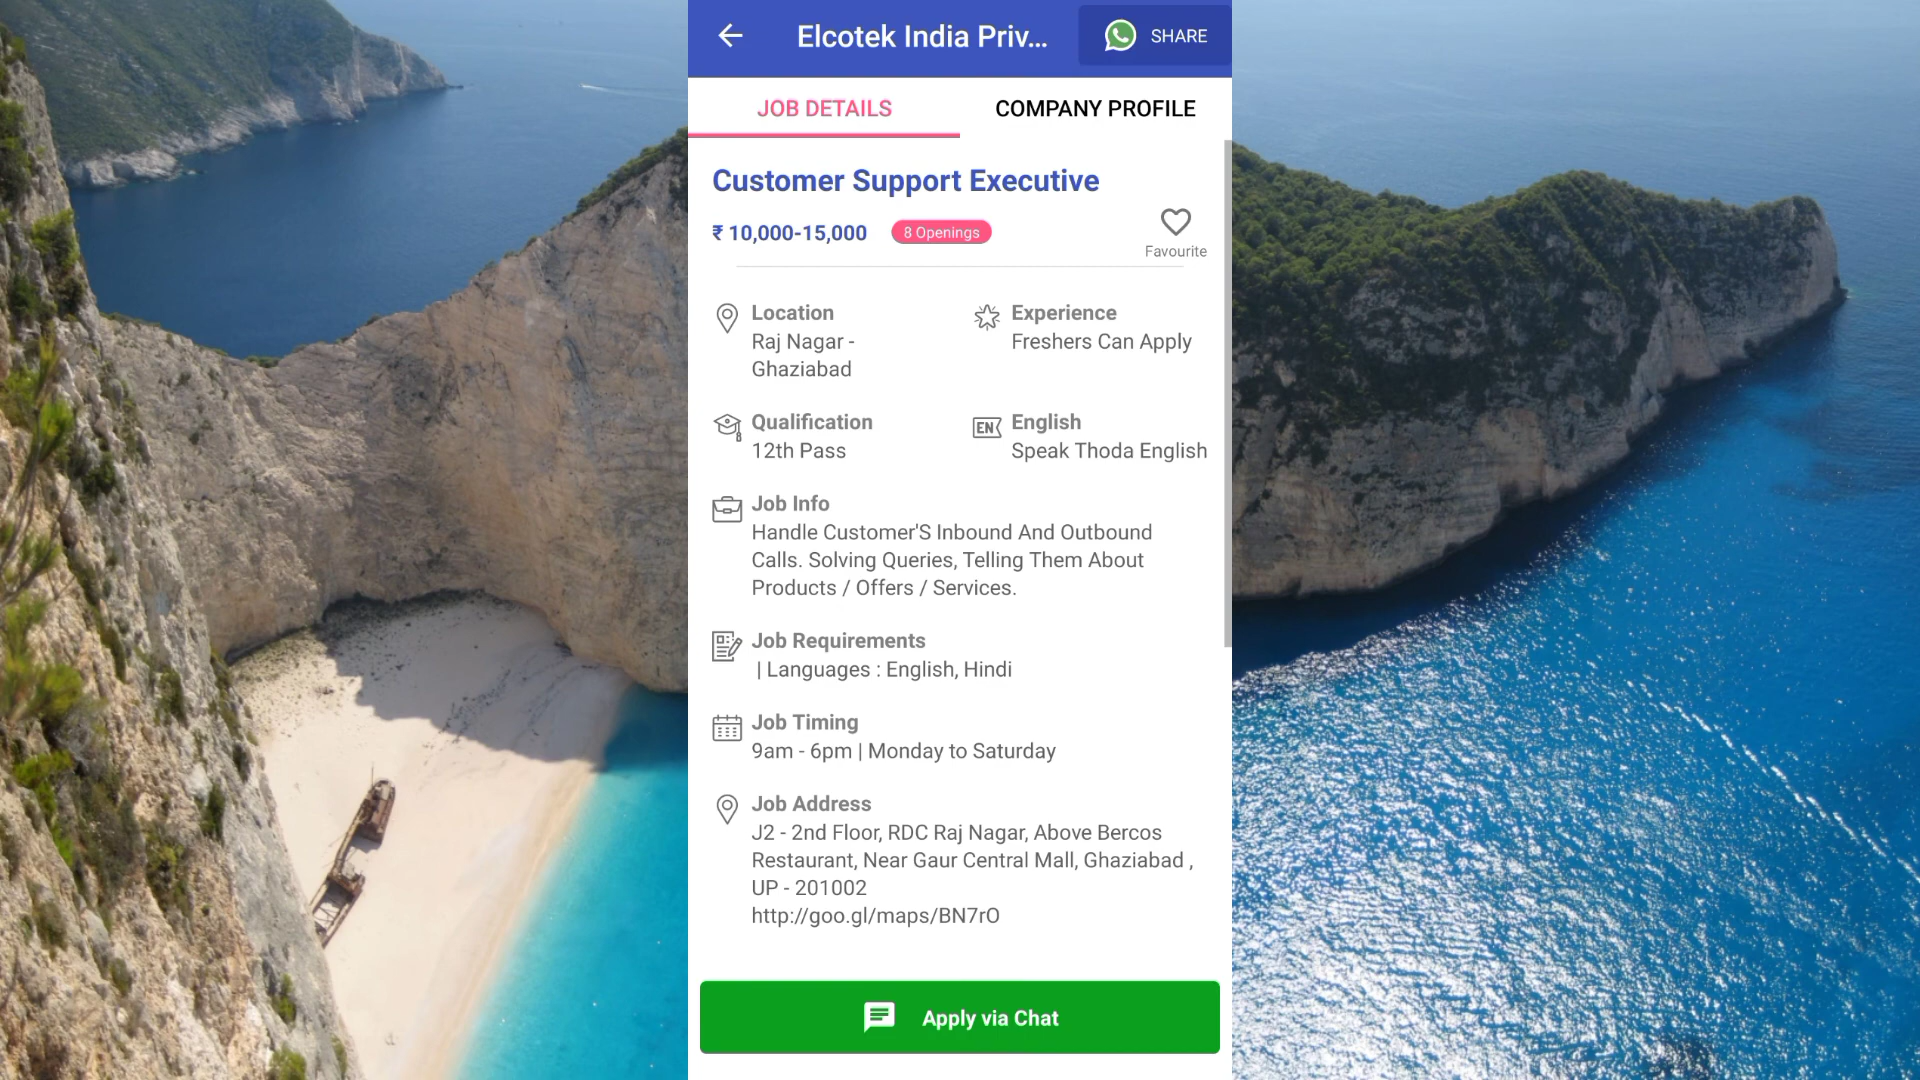 Elcotek India Priv...
SHARE
JOB DETAILS
COMPANY PROFILE
Customer Support Executive
₹ 10,000-15,000
8 Openings
Favourite
Location
Raj Nagar -
Ghaziabad
Experience
Freshers Can Apply
Qualification
12th Pass
EN
English
Speak Thoda English
Job Info
Handle Customer'S Inbound And Outbound
Calls. Solving Queries, Telling Them About
Products / Offers / Services.
Job Requirements
| Languages : English, Hindi
Job Timing
9am - 6pm | Monday to Saturday
Job Address
J2 - 2nd Floor, RDC Raj Nagar, Above Bercos
Restaurant, Near Gaur Central Mall, Ghaziabad ,
UP - 201002
http://goo.gl/maps/BN7rO
Apply via Chat